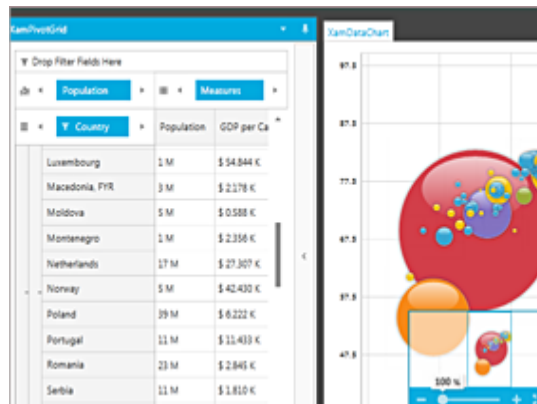 XamPivotGrid
XamDataChart
Drop Filter Fields Here
Population
Measures
Country
Population
GDP per Ca
Luxembourg 1 M $ 54.844 K
Macedonia, FYR 3 M $ 2.178 K
Moldova 5 M $ 0.588 K
Montenegro 1 M $ 2.356 K
Netherlands 17 M $ 27.307 K
Norway 5 M $ 42.430 K
Poland 39 M $ 6.222 K
Portugal 11 M $ 11.433 K
Romania 23 M $ 2.845 K
Serbia 11 M $ 1.810 K
97.5
87.5
77.5
67.5
57.5
47.5
100 %